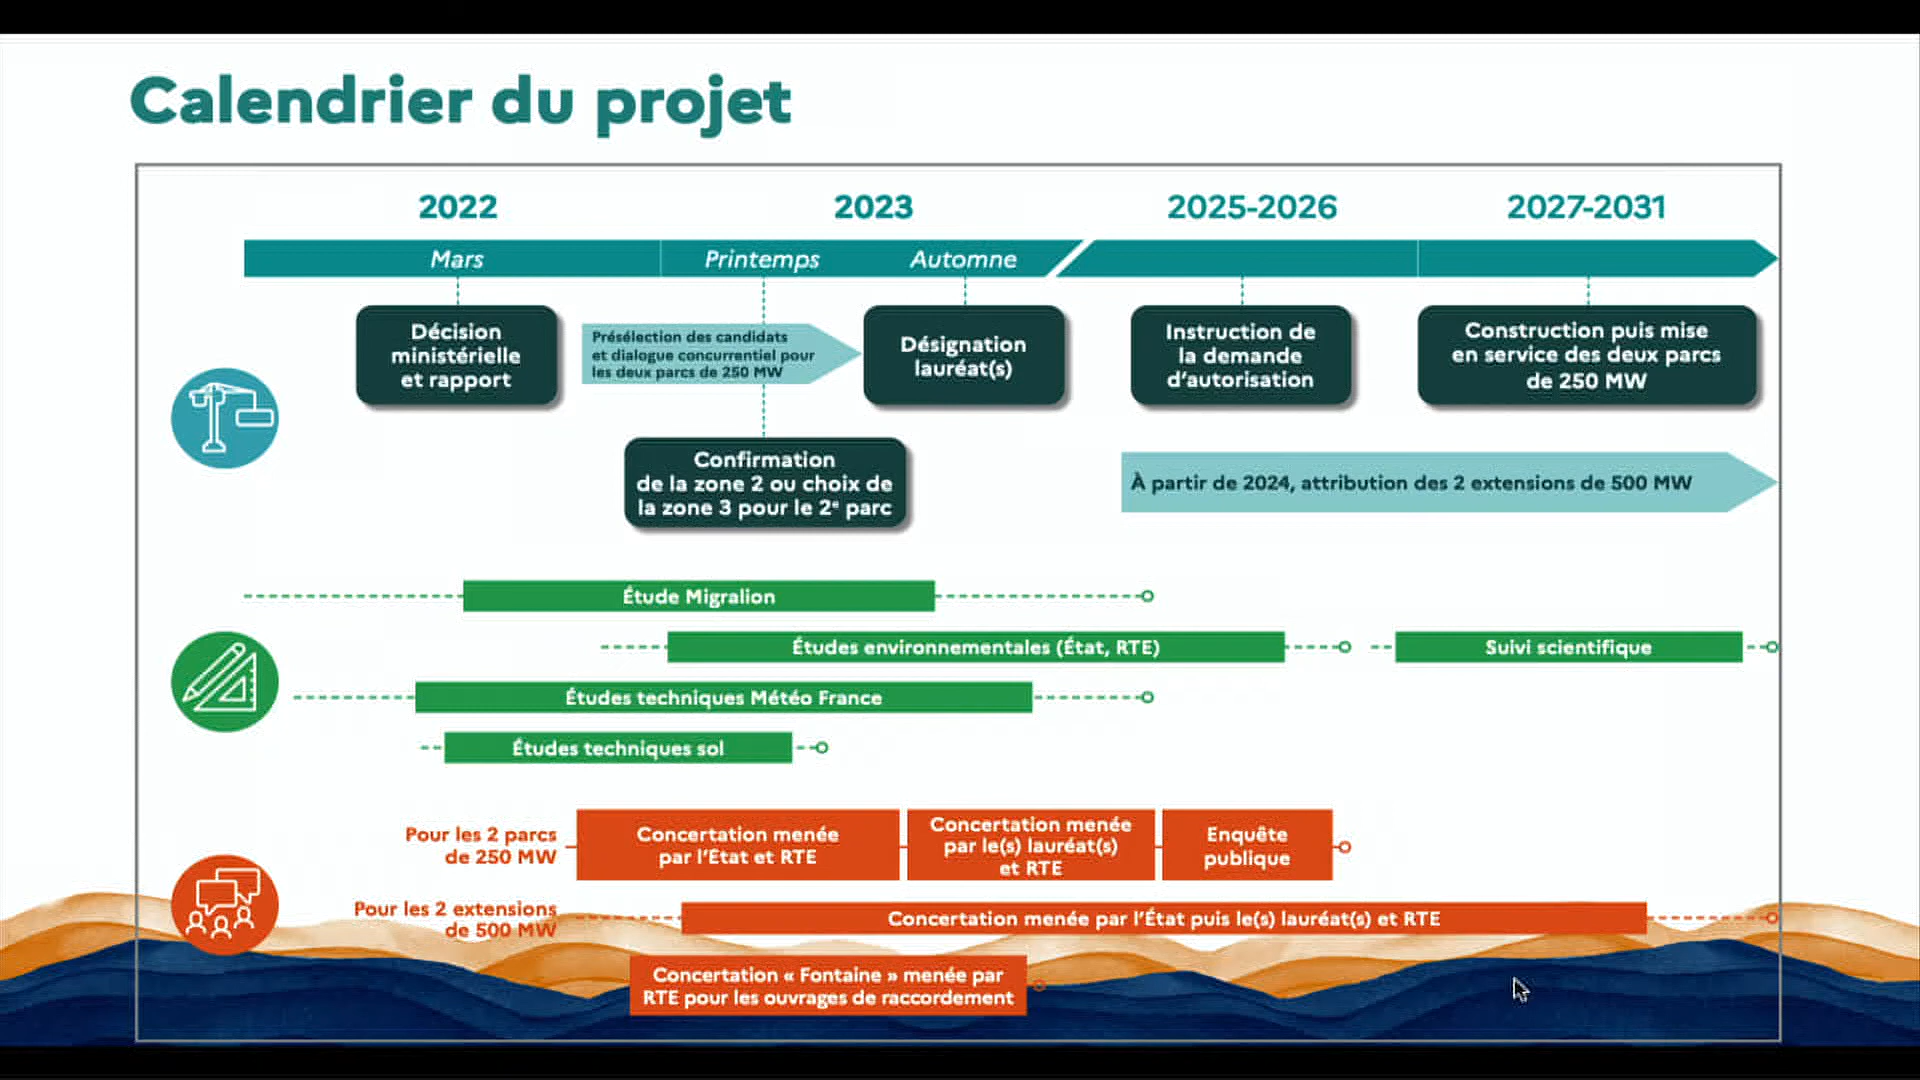 Calendrier du projet
2022
2023
2025-2026
2027-2031
Mars
Printemps
Automne
Décision
ministérielle
et rapport
Présélection des candidats
et dialogue concurrentiel pour
les deux parcs de 250 MW
Désignation
lauréat(s)
Instruction de
la demande
d'autorisation
Construction puis mise
en service des deux parcs
de 250 MW
Confirmation
de la zone 2 ou choix de
la zone 3 pour le 2ᵉ parc
À partir de 2024, attribution des 2 extensions de 500 MW
Étude Migralion
Études environnementales (État, RTE)
Suivi scientifique
Études techniques Météo France
Études techniques sol
Pour les 2 parcs
de 250 MW
Concertation menée
par l'État et RTE
Concertation menée
par le(s) lauréat(s)
et RTE
Enquête
publique
Pour les 2 extensions
de 500 MW
Concertation menée par l'État puis le(s) lauréat(s) et RTE
Concertation « Fontaine » menée par
RTE pour les ouvrages de raccordement